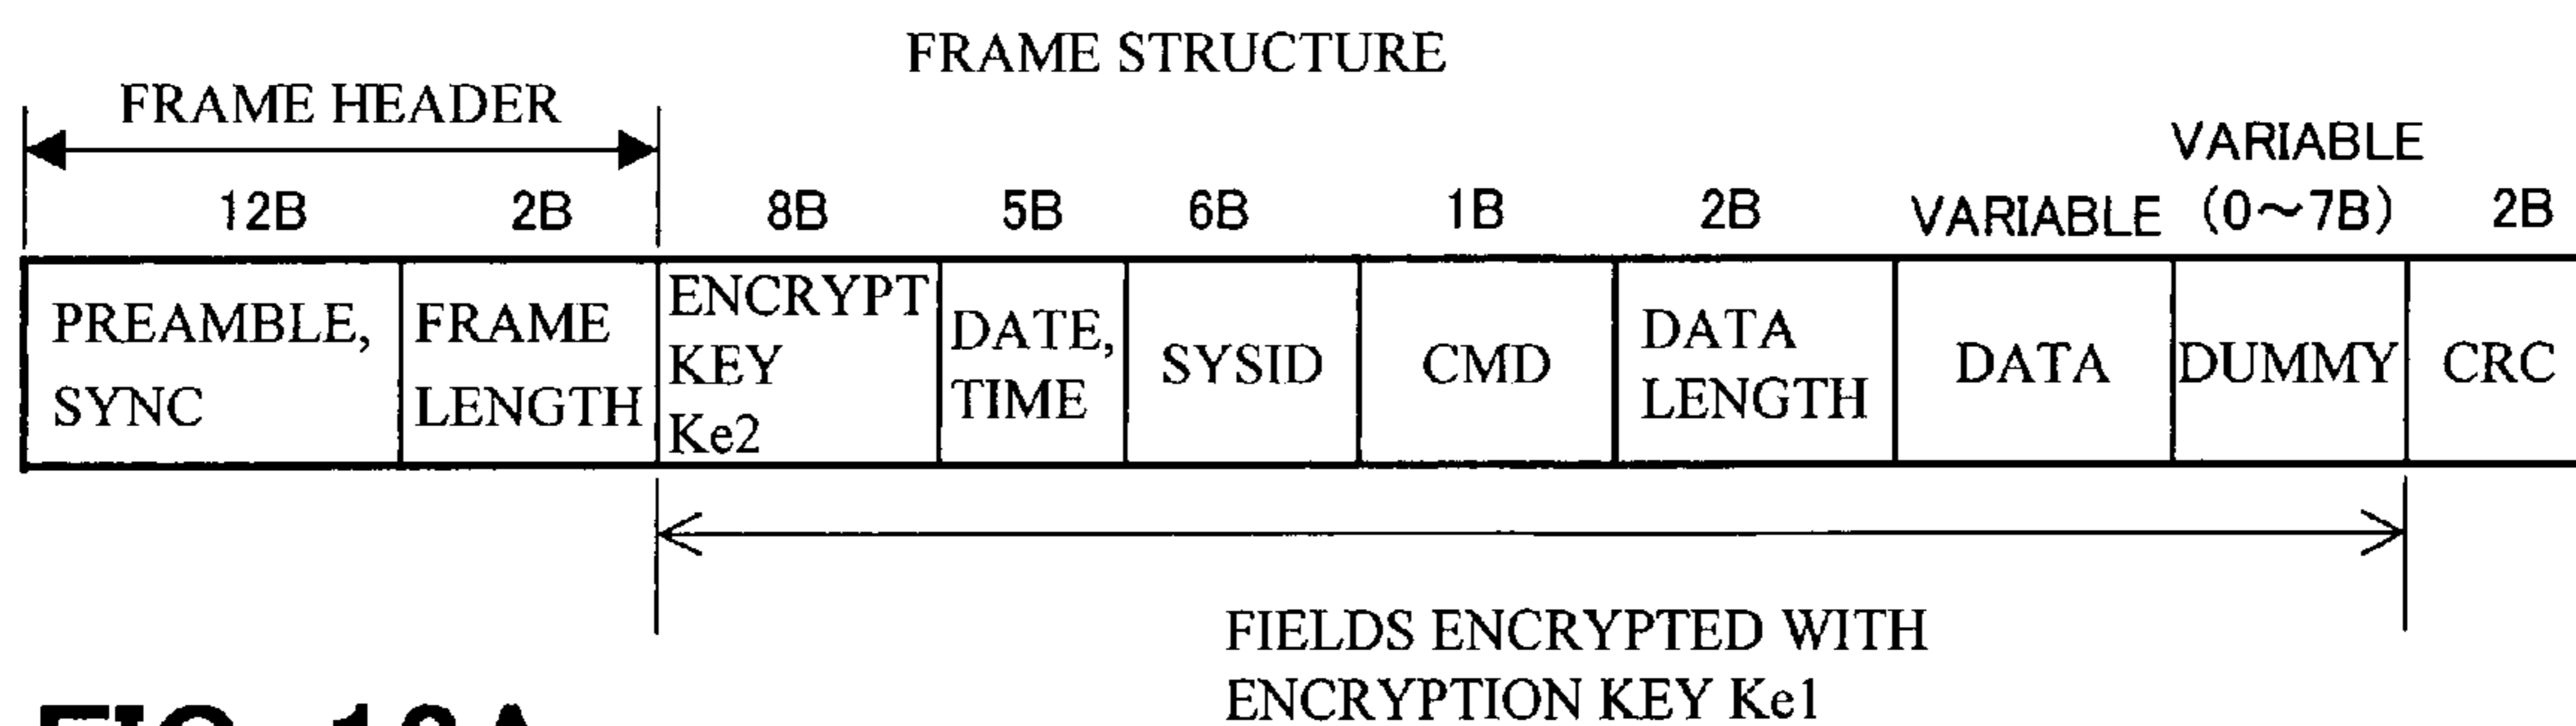 FRAME STRUCTURE
FRAME HEADER
VARIABLE
12B 2B 8B 5B 6B 1B 2B VARIABLE (0～7B) 2B
PREAMBLE,
SYNC
FRAME
LENGTH
ENCRYPT
KEY
Ke2
DATE,
TIME
SYSID
CMD
DATA
LENGTH
DATA
DUMMY
CRC
FIELDS ENCRYPTED WITH
ENCRYPTION KEY Ke1